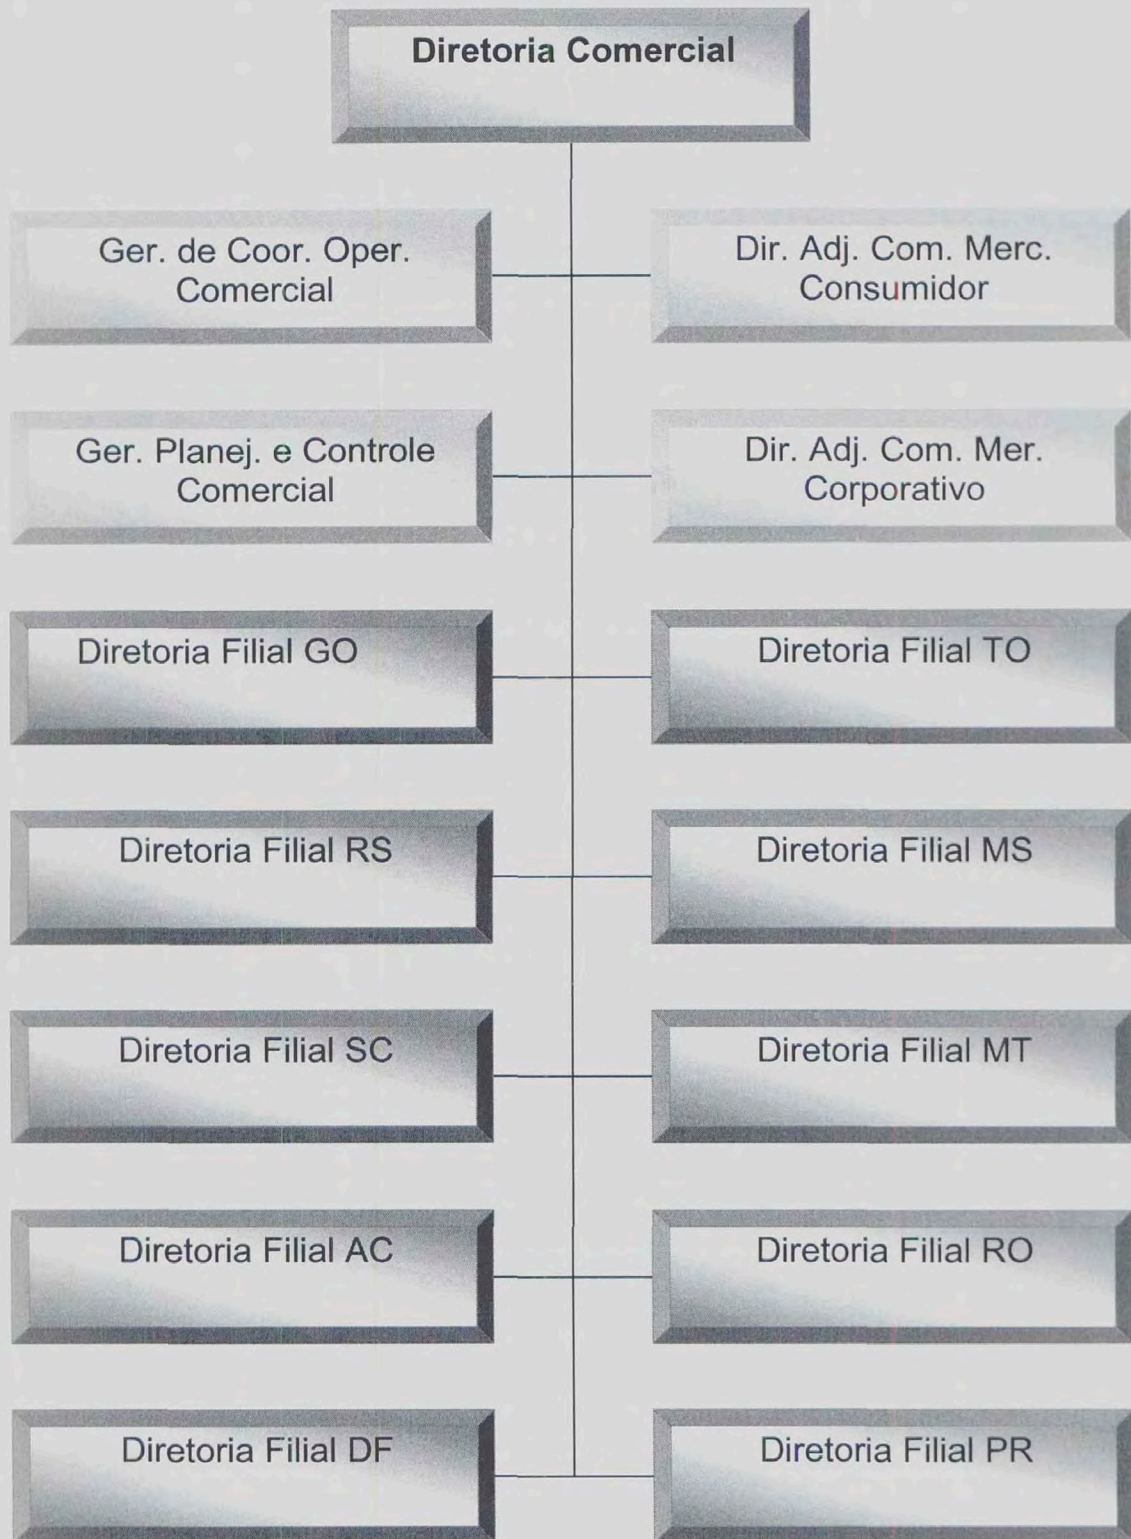 Diretoria Comercial
Ger. de Coor. Oper.
Comercial
Dir. Adj. Com. Merc.
Consumidor
Ger. Planej. e Controle
Comercial
Dir. Adj. Com. Mer.
Corporativo
Diretoria Filial GO
Diretoria Filial TO
Diretoria Filial RS
Diretoria Filial MS
Diretoria Filial SC
Diretoria Filial MT
Diretoria Filial AC
Diretoria Filial RO
Diretoria Filial DF
Diretoria Filial PR